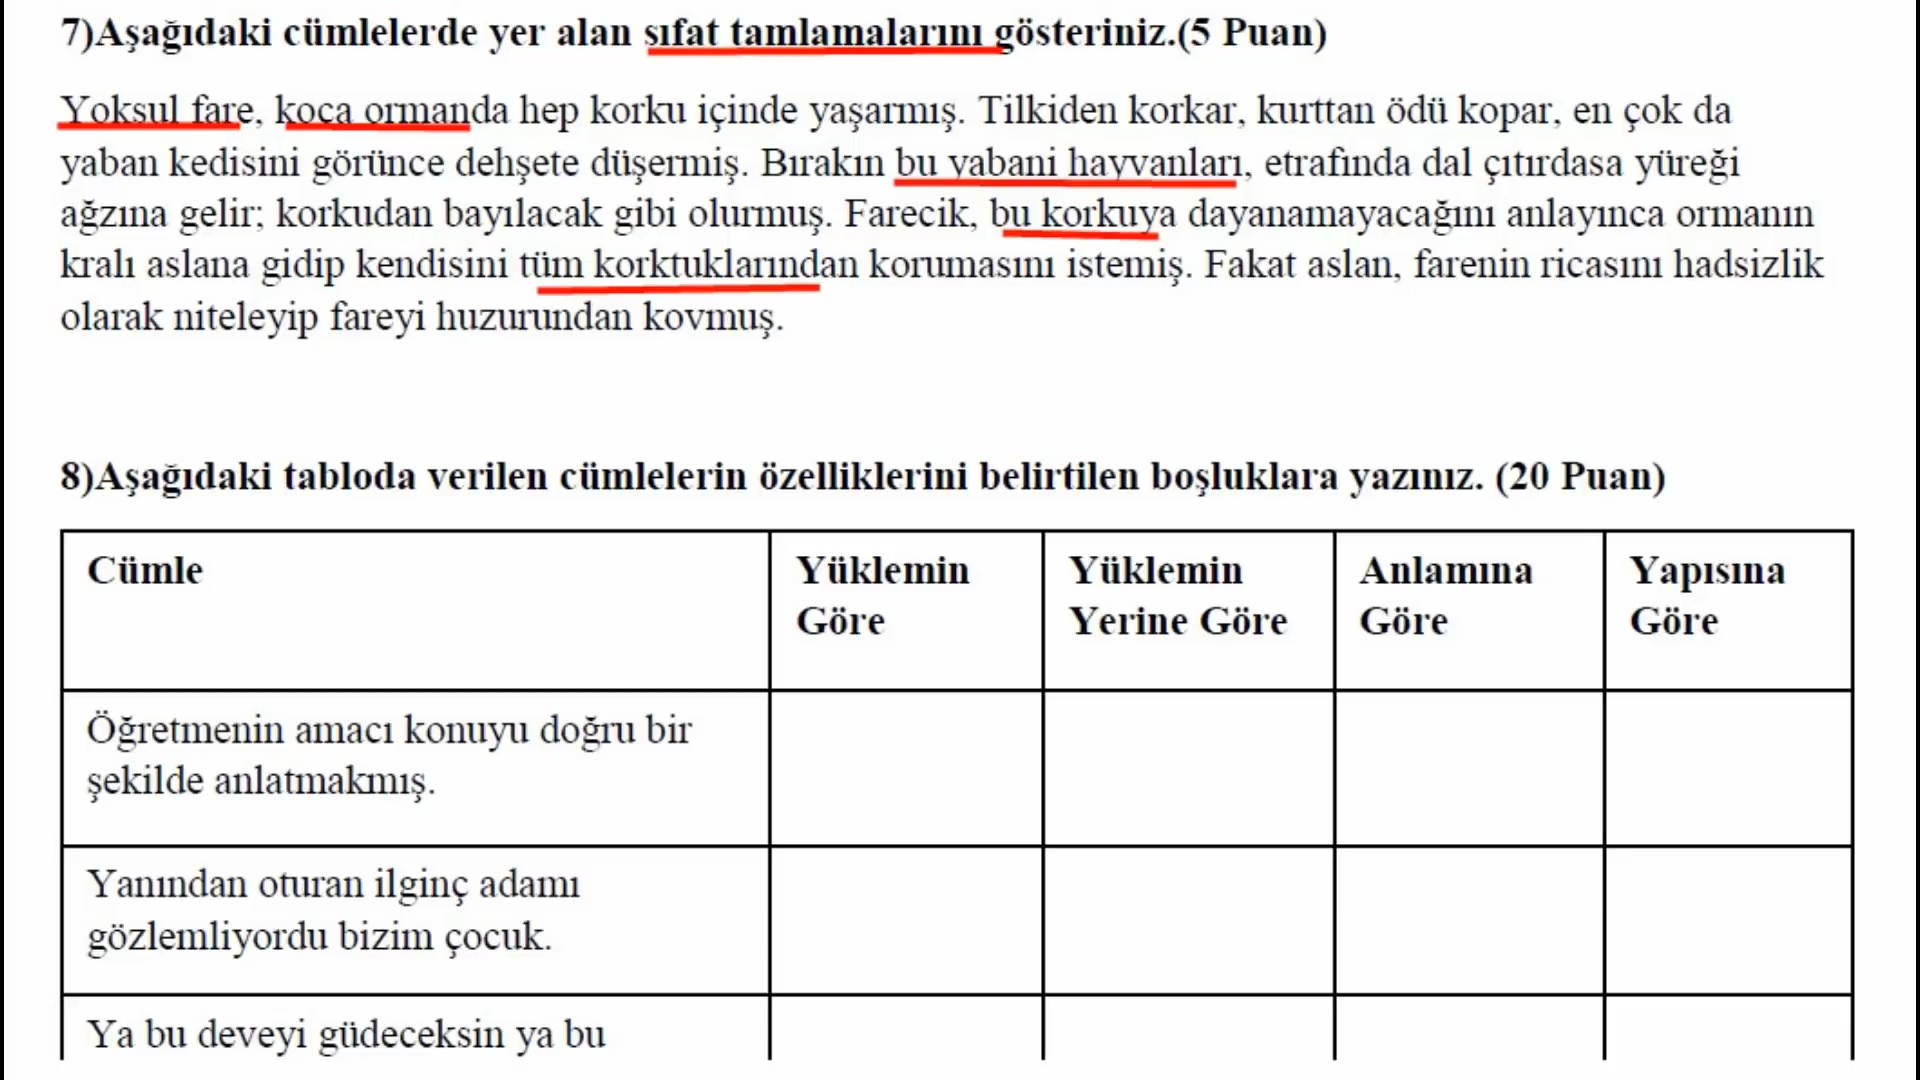 7)Aşağıdaki cümlelerde yer alan sıfat tamlamalarını gösteriniz.(5 Puan)
Yoksul fare, koca ormanda hep korku içinde yaşarmış. Tilkiden korkar, kurttan ödü kopar, en çok da
yaban kedisini görünce dehşete düşermiş. Bırakın bu yabani hayvanları, etrafında dal çıtırdasa yüreği
ağzına gelir; korkudan bayılacak gibi olurmuş. Farecik, bu korkuya dayanamayacağını anlayınca ormanın
kralı aslana gidip kendisini tüm korktuklarından korumasını istemiş. Fakat aslan, farenin ricasını hadsizlik
olarak niteleyip fareyi huzurundan kovmuş.
8)Aşağıdaki tabloda verilen cümlelerin özelliklerini belirtilen boşluklara yazınız. (20 Puan)
Cümle
Yüklemin
Göre
Yüklemin
Yerine Göre
Anlamına
Göre
Yapısına
Göre
Öğretmenin amacı konuyu doğru bir
şekilde anlatmakmış.
Yanından oturan ilginç adamı
gözlemliyordu bizim çocuk.
Ya bu deveyi güdeceksin ya bu